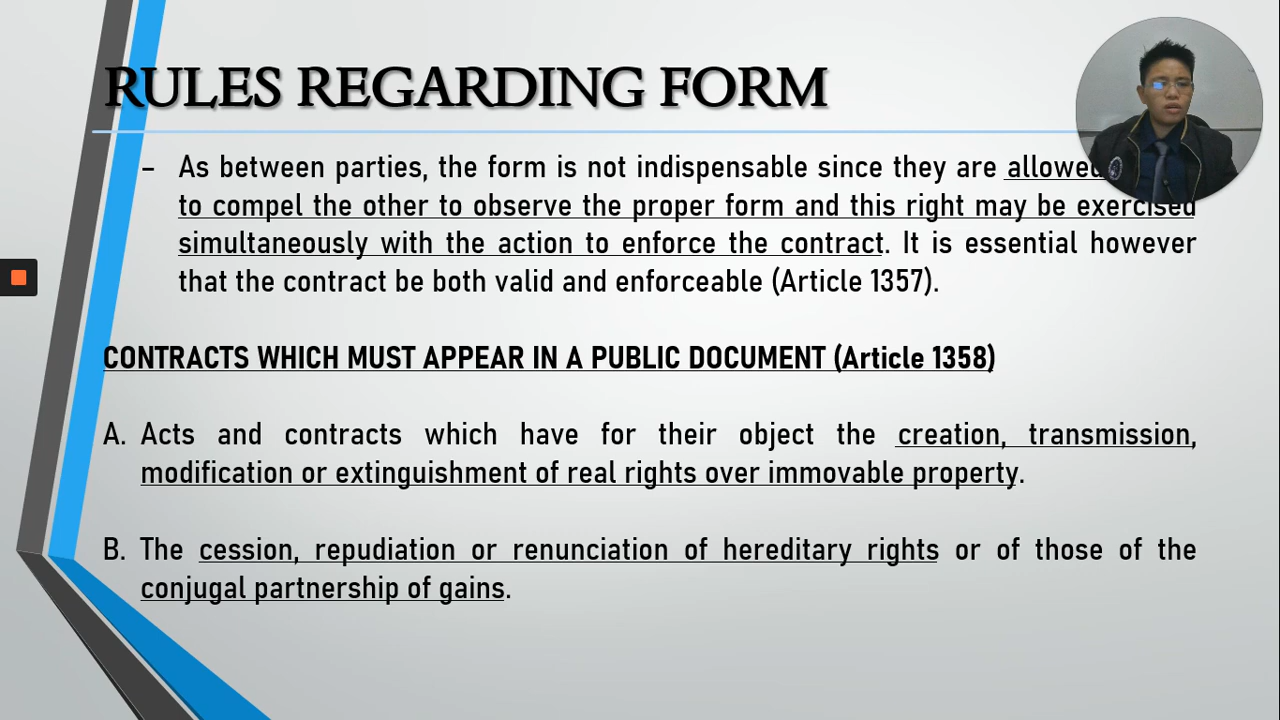 RULES REGARDING FORM
– As between parties, the form is not indispensable since they are allowed
to compel the other to observe the proper form and this right may be exercised
simultaneously with the action to enforce the contract. It is essential however
that the contract be both valid and enforceable (Article 1357).
CONTRACTS WHICH MUST APPEAR IN A PUBLIC DOCUMENT (Article 1358)
A. Acts and contracts which have for their object the creation, transmission,
modification or extinguishment of real rights over immovable property.
B. The cession, repudiation or renunciation of hereditary rights or of those of the
conjugal partnership of gains.